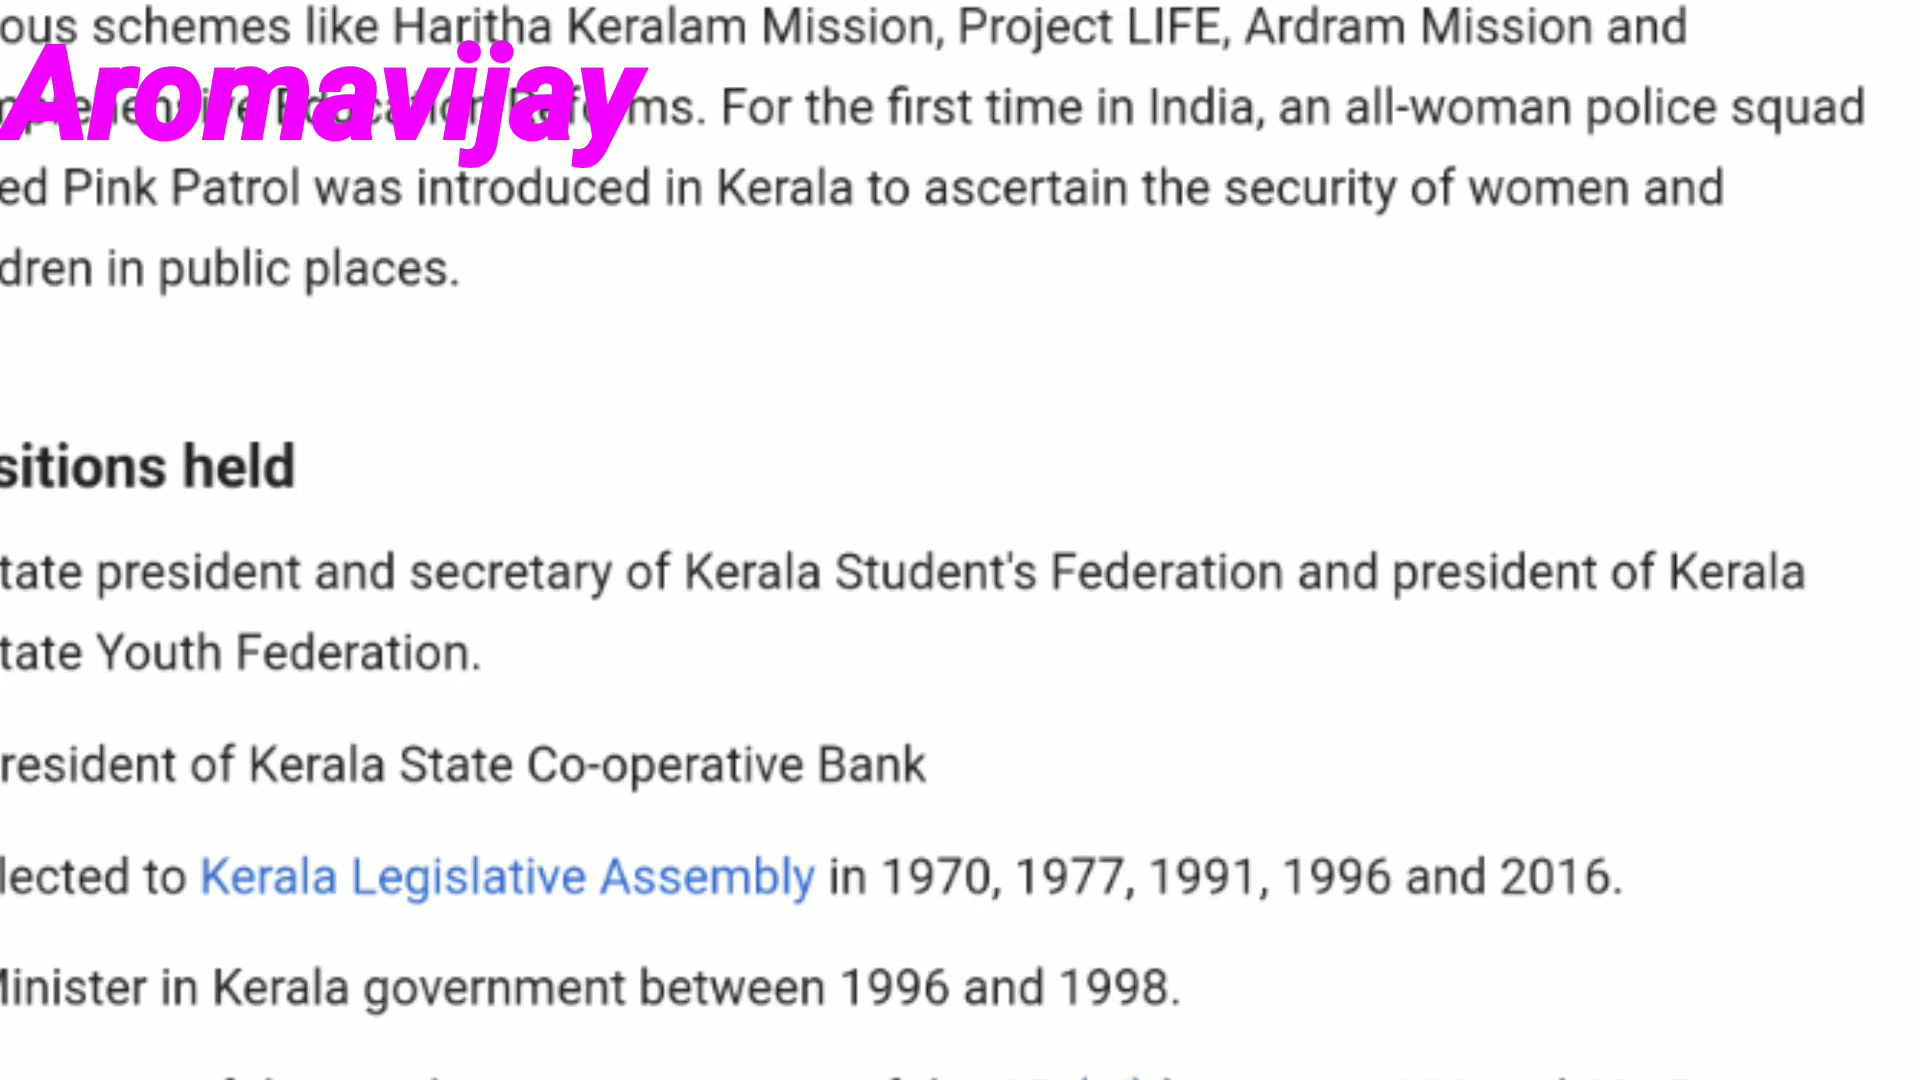 ous schemes like Haritha Keralam Mission, Project LIFE, Ardram Mission and
Aromavijay
ms. For the first time in India, an all-woman police squad
ed Pink Patrol was introduced in Kerala to ascertain the security of women and
dren in public places.
sitions held
tate president and secretary of Kerala Student's Federation and president of Kerala
tate Youth Federation.
resident of Kerala State Co-operative Bank
lected to Kerala Legislative Assembly in 1970, 1977, 1991, 1996 and 2016.
Minister in Kerala government between 1996 and 1998.